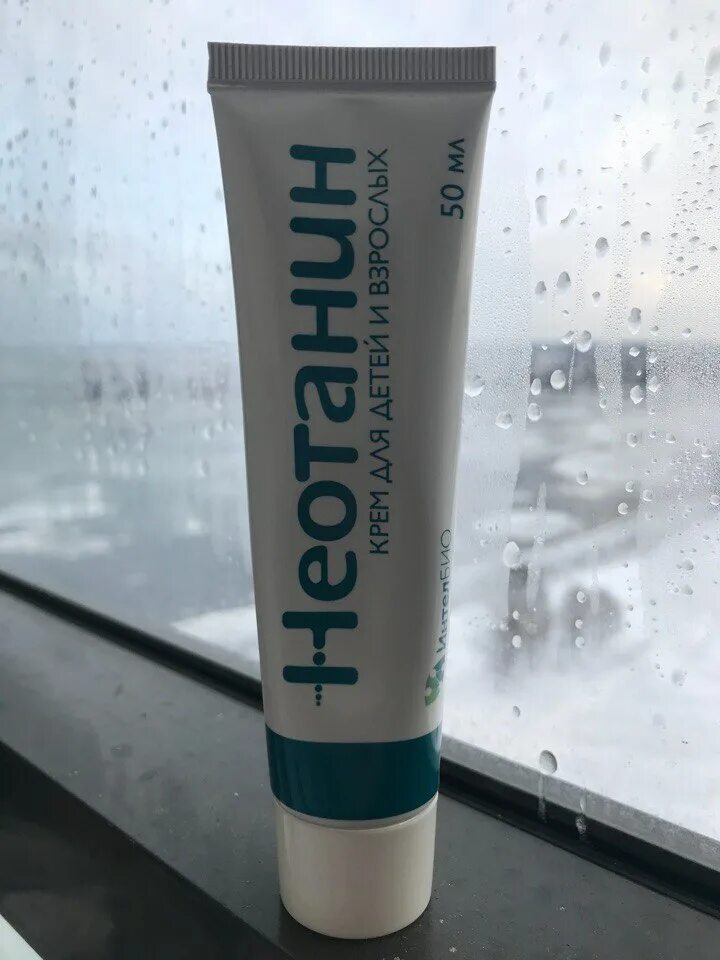 Неотанин
КРЕМ ДЛЯ ДЕТЕЙ И ВЗРОСЛЫХ
50 МЛ
ИнтелБИО